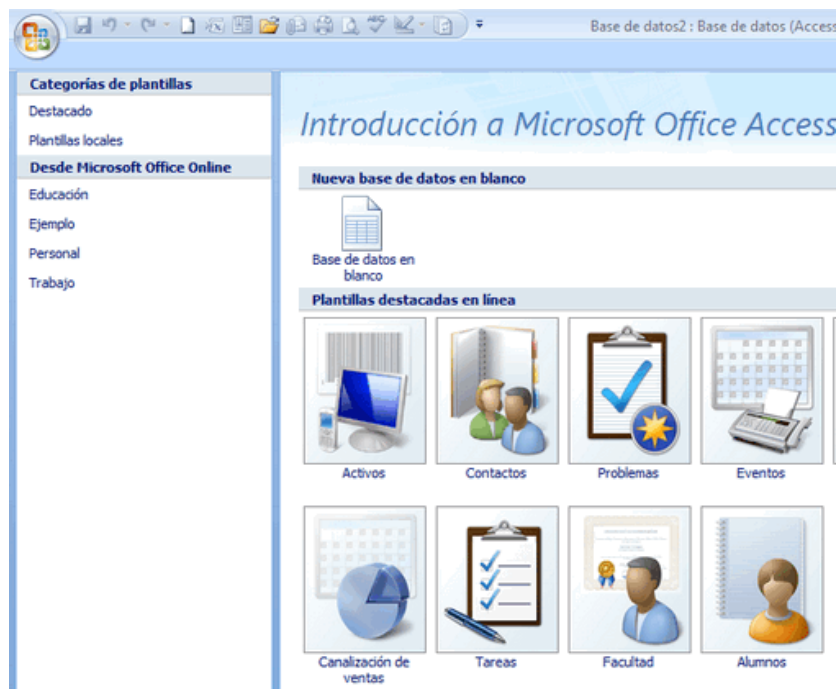 Base de datos2 : Base de datos (Access
Categorías de plantillas
Destacado
Plantillas locales
Desde Microsoft Office Online
Educación
Ejemplo
Personal
Trabajo
Introducción a Microsoft Office Access
Nueva base de datos en blanco
Base de datos en
blanco
Plantillas destacadas en línea
Activos
Contactos
Problemas
Eventos
Canalización de
ventas
Tareas
Facultad
Alumnos